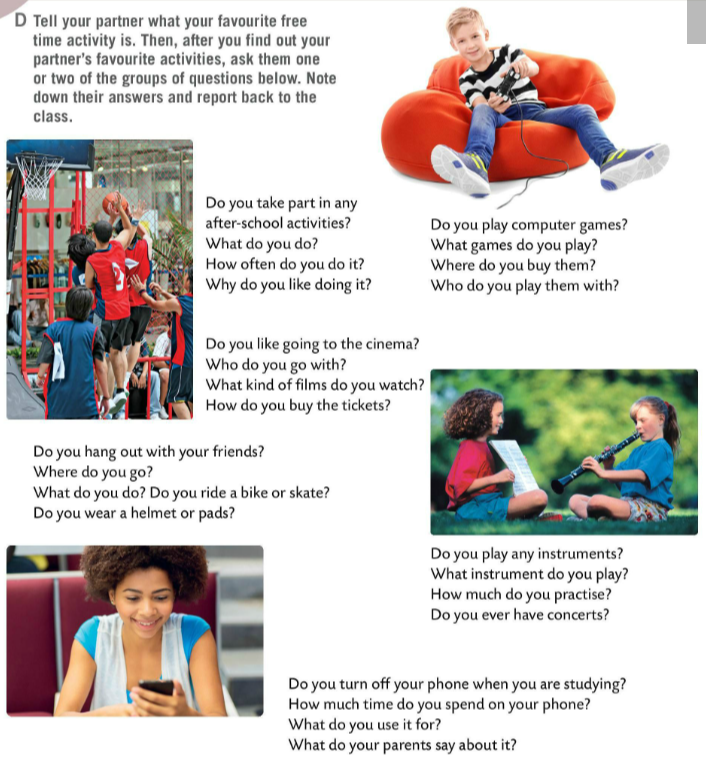 D Tell your partner what your favourite free
time activity is. Then, after you find out your
partner's favourite activities, ask them one
or two of the groups of questions below. Note
down their answers and report back to the
class.
Do you take part in any
after-school activities?
What do you do?
How often do you do it?
Why do you like doing it?
Do you play computer games?
What games do you play?
Where do you buy them?
Who do you play them with?
Do you like going to the cinema?
Who do you go with?
What kind of films do you watch?
How do you buy the tickets?
Do you hang out with your friends?
Where do you go?
What do you do? Do you ride a bike or skate?
Do you wear a helmet or pads?
Do you play any instruments?
What instrument do you play?
How much do you practise?
Do you ever have concerts?
Do you turn off your phone when you are studying?
How much time do you spend on your phone?
What do you use it for?
What do your parents say about it?